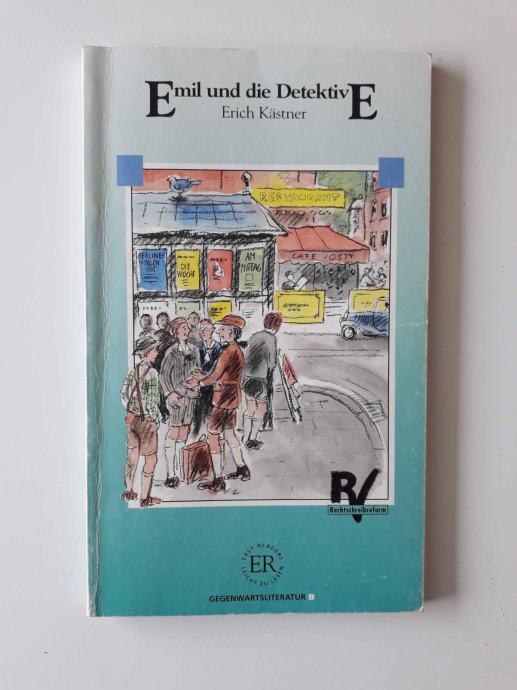 Emil und die DetektivE
Erich Kästner
RESTAURANT
BERLINER
MORGEN
POST
DIE
WOCHE
AM
MITTAG
CAFE JOSTY
RV
Rechtschreibreform
EASY READERS
ER
LEICHT ZU LESEN
GEGENWARTSLITERATUR B